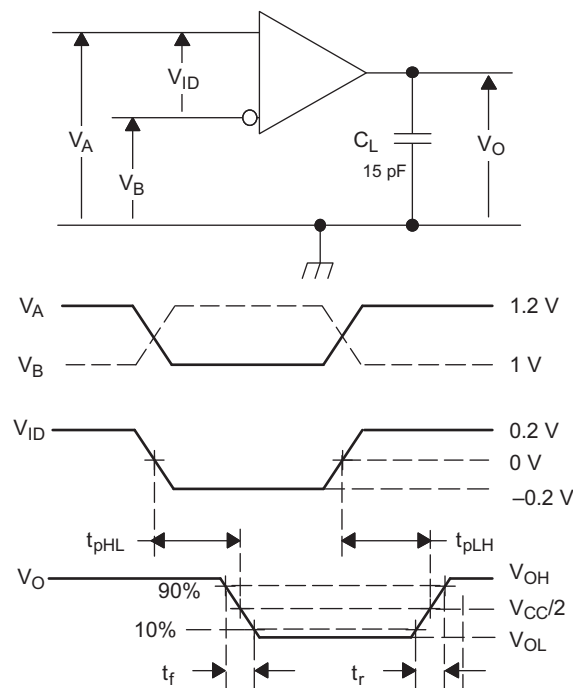 V_ID
V_A
V_B
C_L
15 pF
V_O
V_A
1.2 V
V_B
1 V
V_ID
0.2 V
0 V
–0.2 V
t_pHL
t_pLH
V_O
V_OH
90%
V_CC/2
10%
V_OL
t_f
t_r